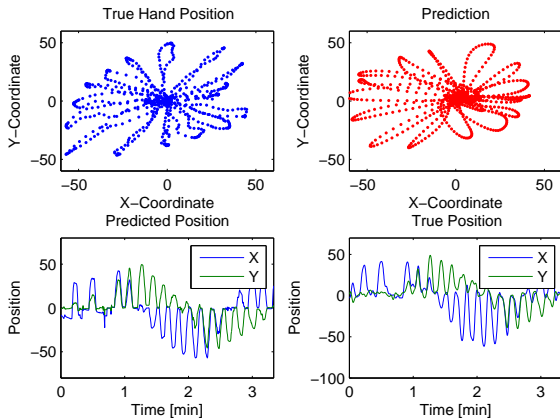 True Hand Position
Prediction
50
0
−50
Y−Coordinate
−50
0
50
X−Coordinate
50
0
−50
Y−Coordinate
−50
0
50
X−Coordinate
Predicted Position
True Position
50
0
−50
Position
0
1
2
3
Time [min]
X
Y
50
0
−50
−100
Position
0
1
2
3
Time [min]
X
Y